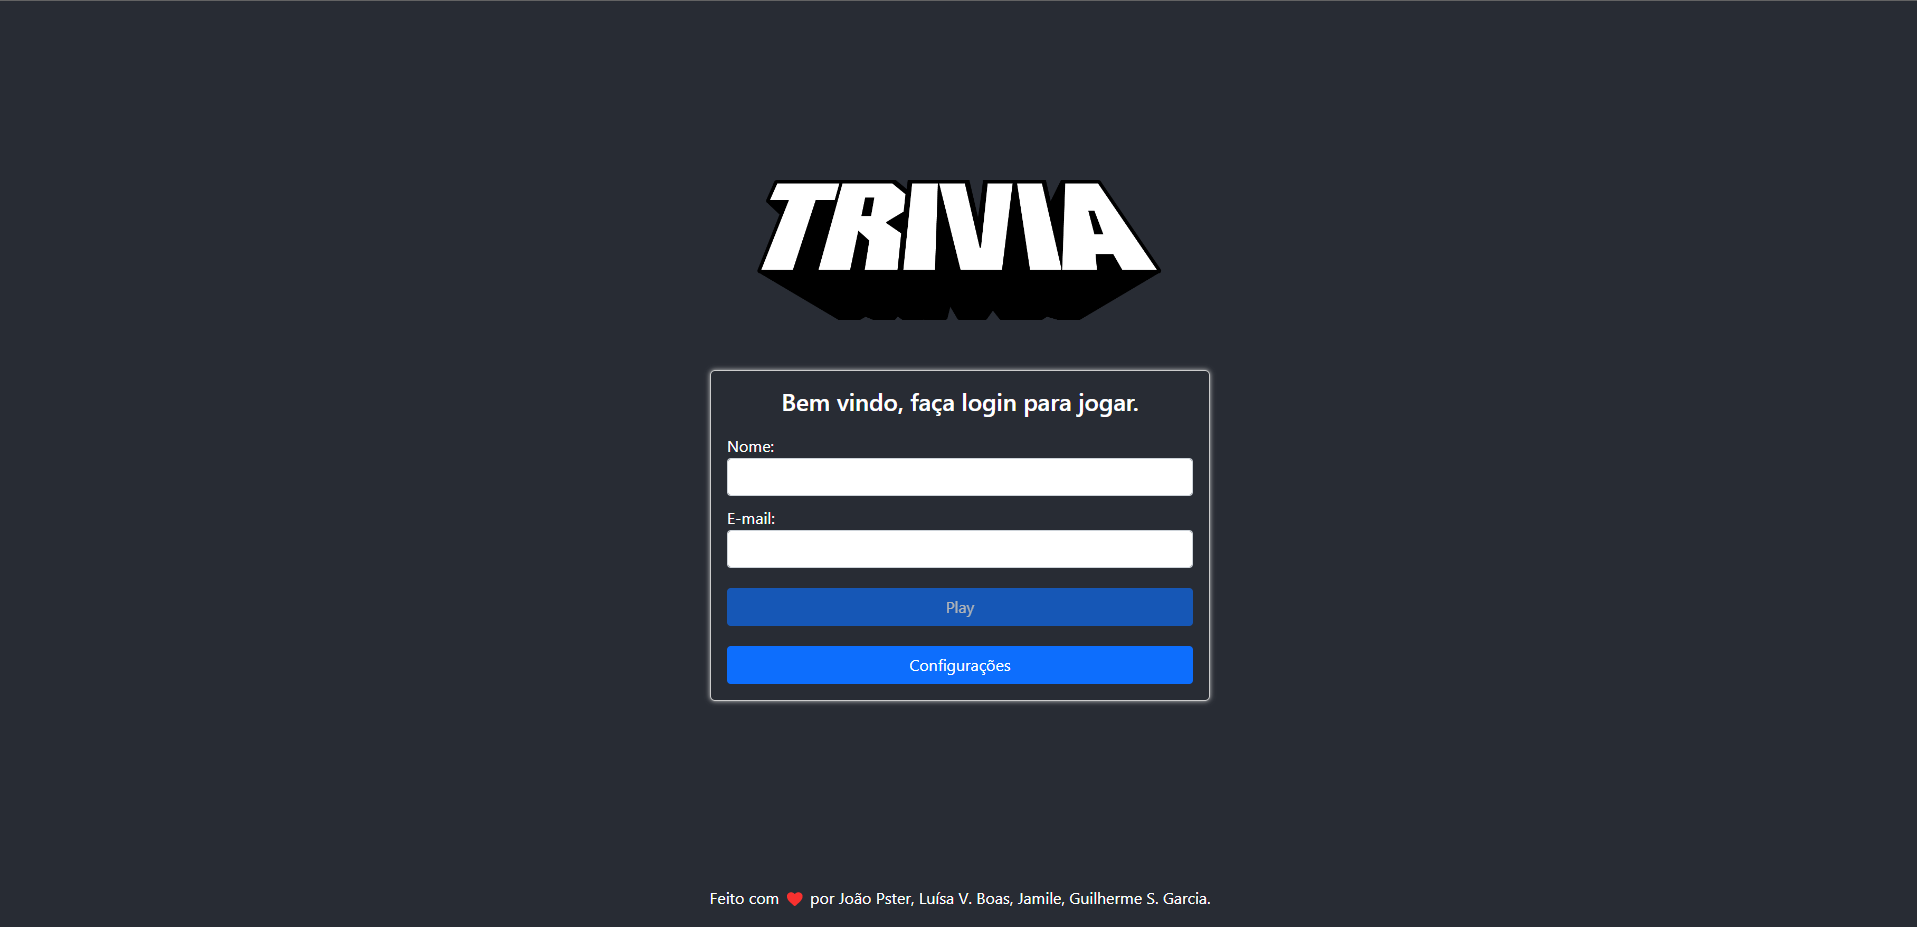 TRIVIA
Bem vindo, faça login para jogar.
Nome:
E-mail:
Play
Configurações
Feito com ❤️ por João Pster, Luísa V. Boas, Jamile, Guilherme S. Garcia.